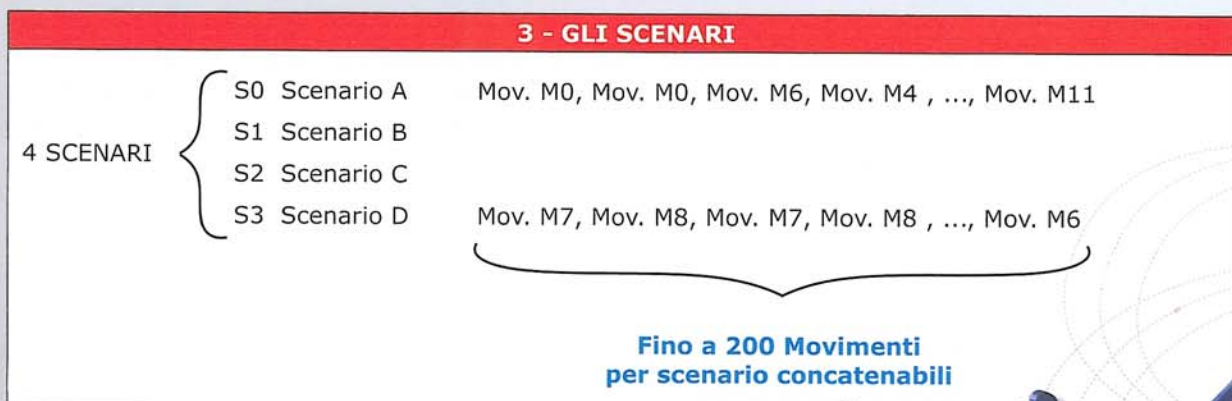 3 - GLI SCENARI
4 SCENARI
S0 Scenario A Mov. M0, Mov. M0, Mov. M6, Mov. M4 , ..., Mov. M11
S1 Scenario B
S2 Scenario C
S3 Scenario D Mov. M7, Mov. M8, Mov. M7, Mov. M8 , ..., Mov. M6
Fino a 200 Movimenti
per scenario concatenabili